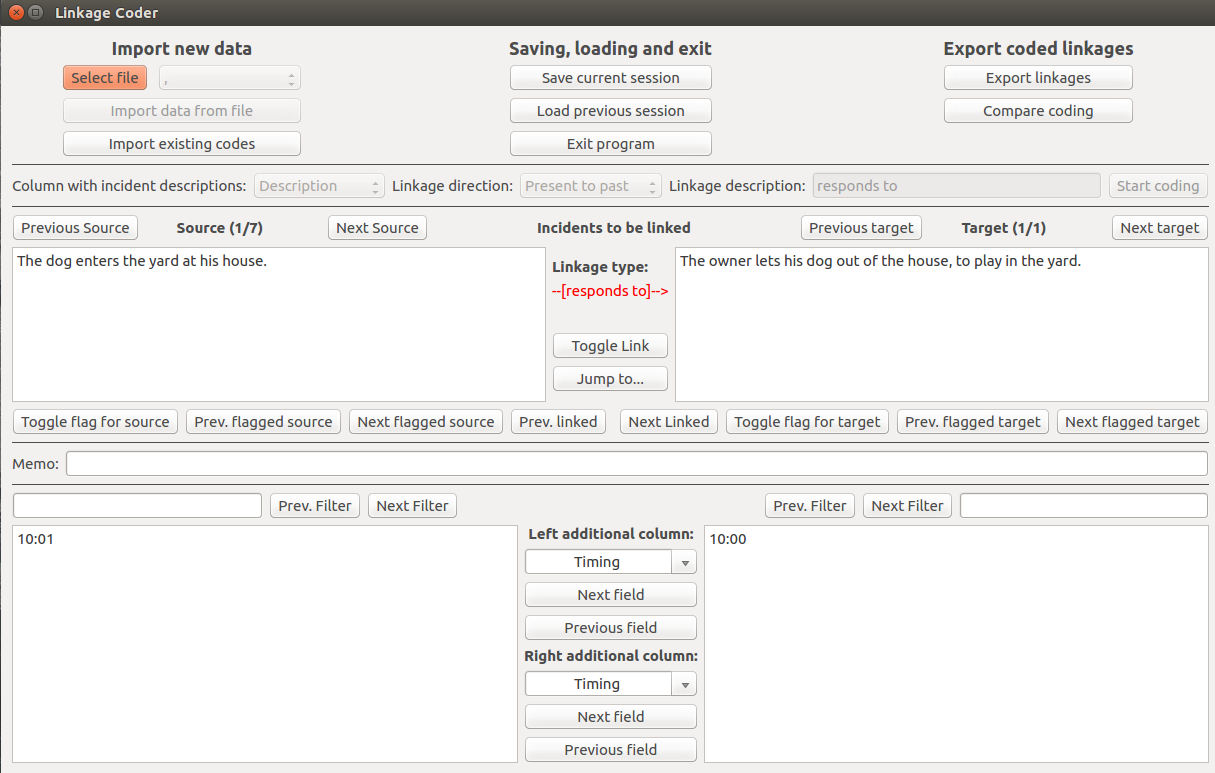 Linkage Coder
Import new data Saving, loading and exit Export coded linkages
Select file , Save current session Export linkages
Import data from file Load previous session Compare coding
Import existing codes Exit program
Column with incident descriptions: Description Linkage direction: Present to past Linkage description: responds to Start coding
Previous Source Source (1/7) Next Source Incidents to be linked Previous target Target (1/1) Next target
The dog enters the yard at his house. Linkage type: The owner lets his dog out of the house, to play in the yard.
--[responds to]-->
Toggle Link
Jump to...
Toggle flag for source Prev. flagged source Next flagged source Prev. linked Next Linked Toggle flag for target Prev. flagged target Next flagged target
Memo:
Prev. Filter Next Filter Prev. Filter Next Filter
10:01 Left additional column: 10:00
Timing
Next field
Previous field
Right additional column:
Timing
Next field
Previous field